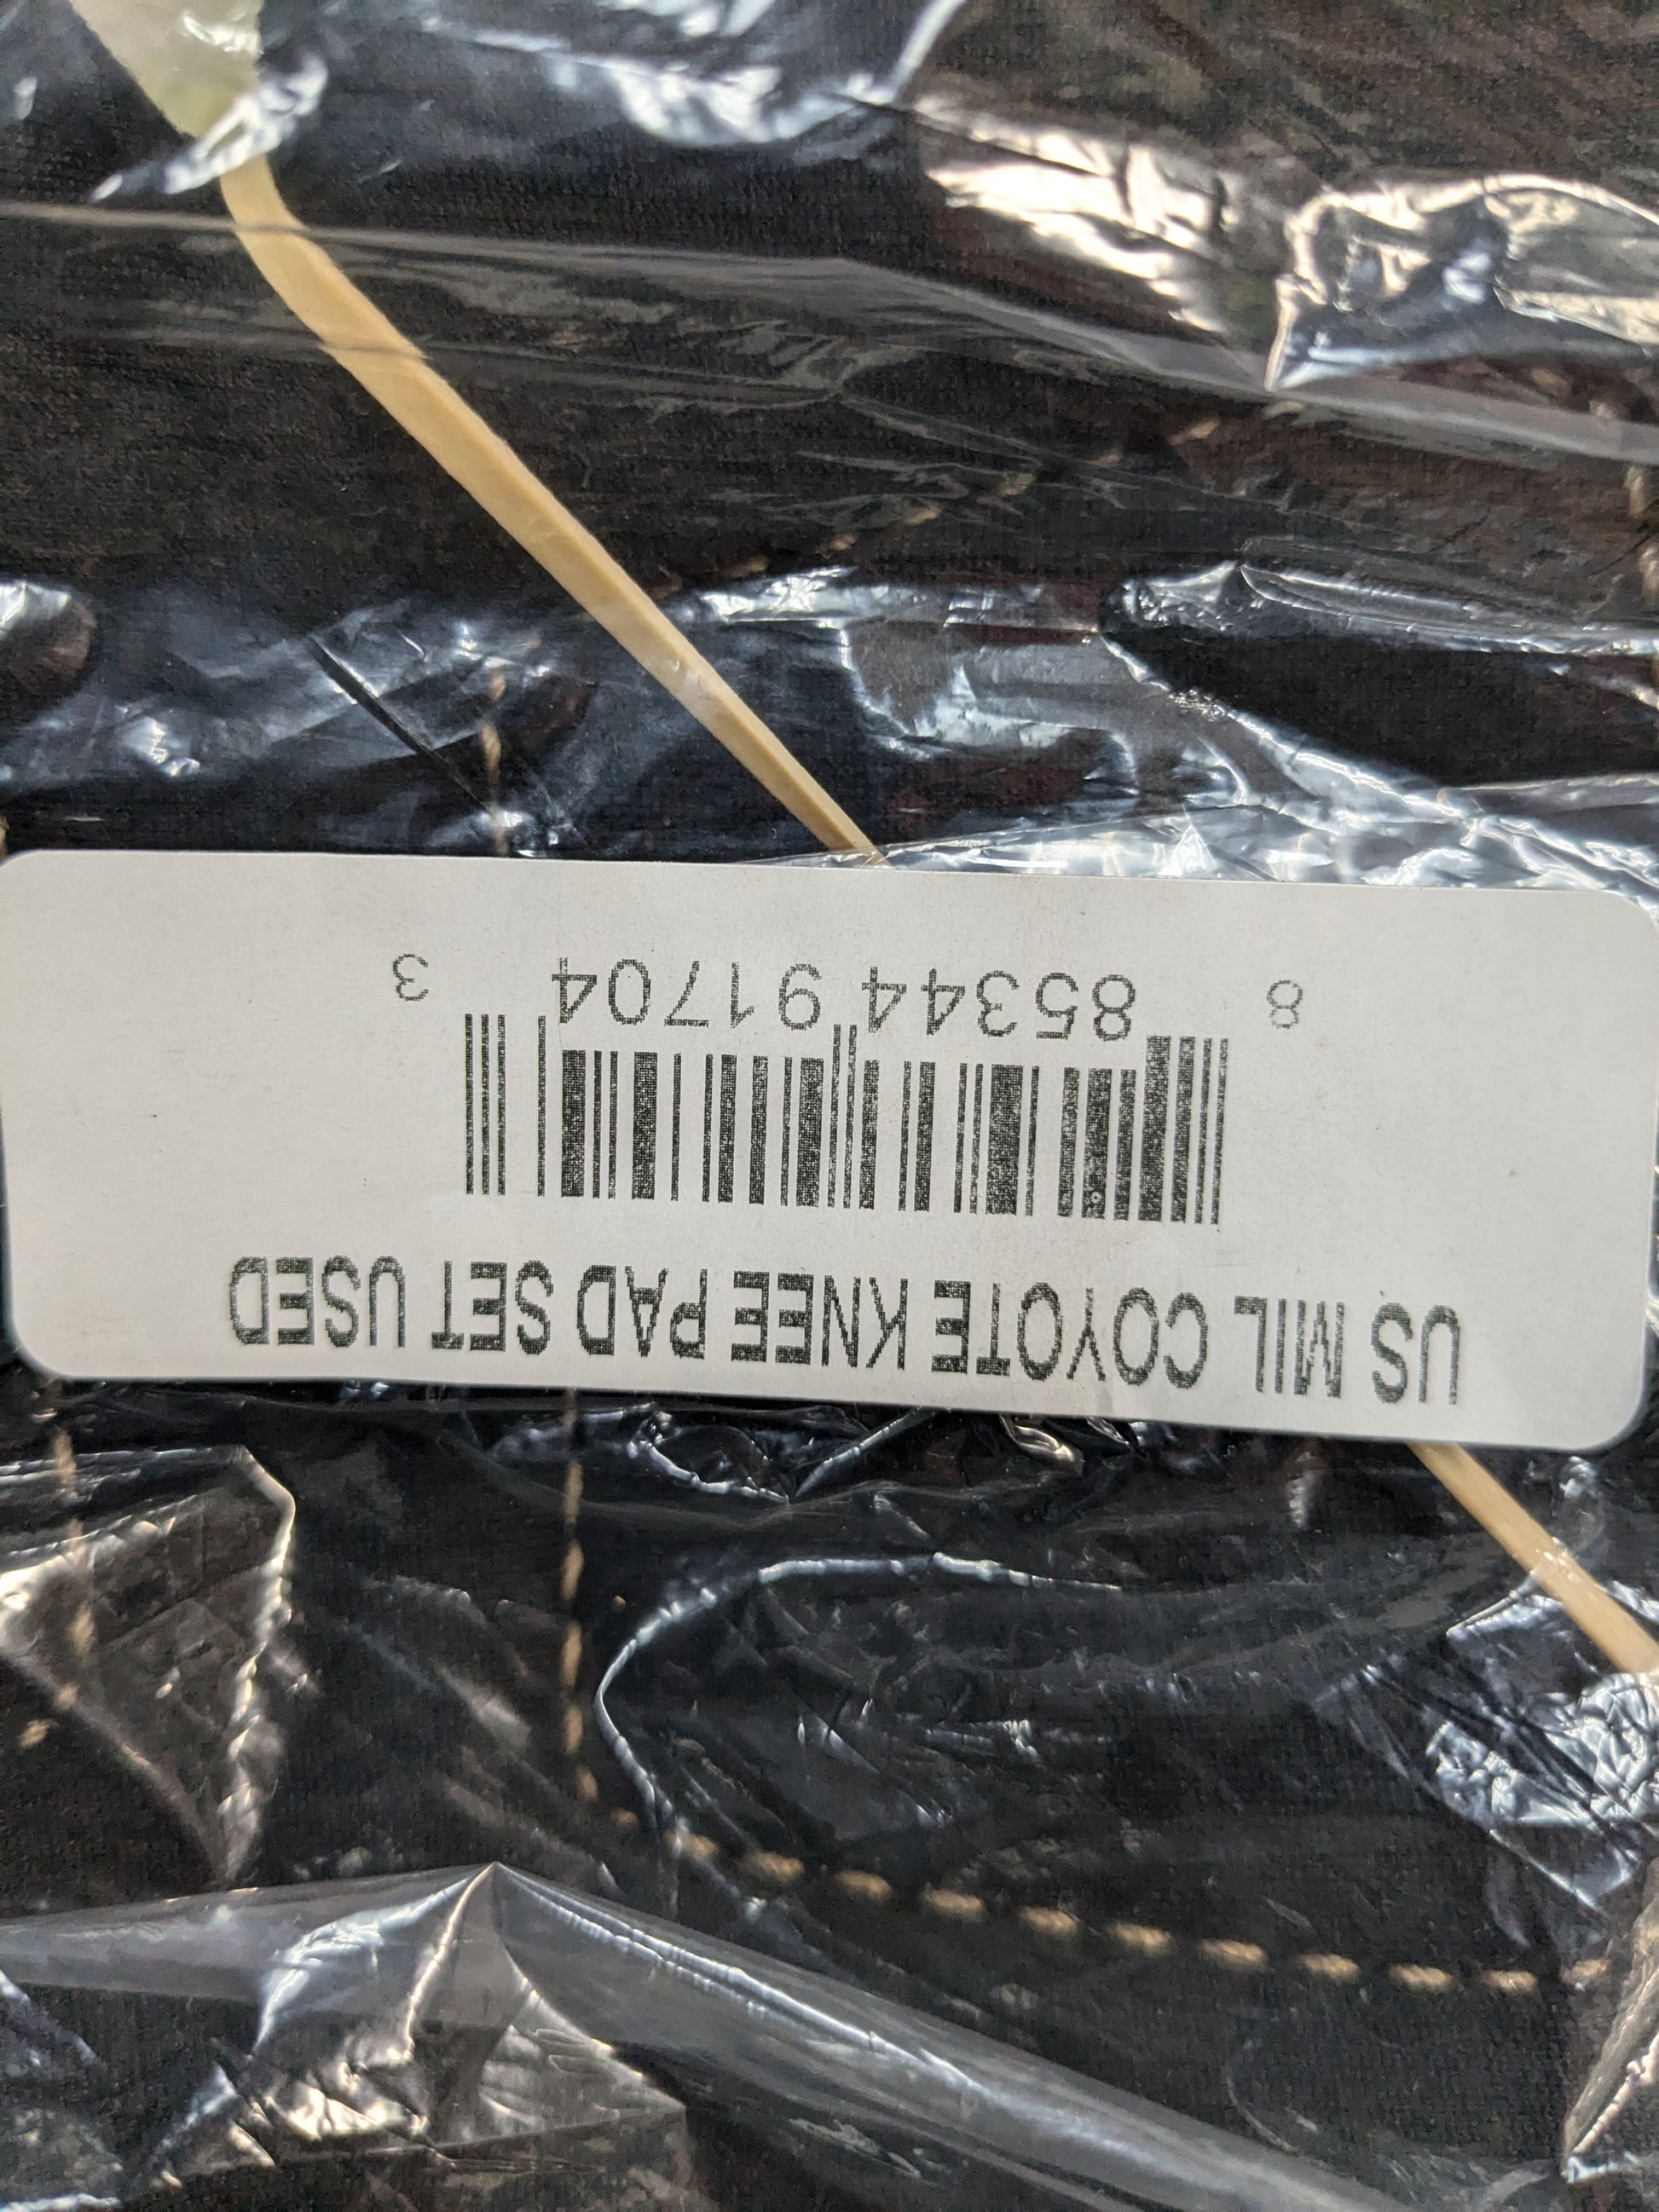 US MIL COYOTE KNEE PAD SET USED
8 85344 91704 3